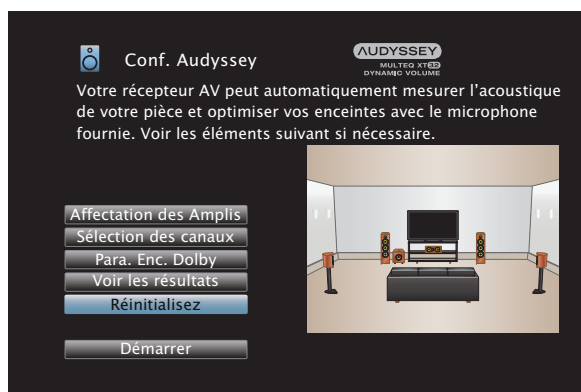 Conf. Audyssey
AUDYSSEY
MULTEQ XT32
DYNAMIC VOLUME
Votre récepteur AV peut automatiquement mesurer l'acoustique
de votre pièce et optimiser vos enceintes avec le microphone
fournie. Voir les éléments suivant si nécessaire.
Affectation des Amplis
Sélection des canaux
Para. Enc. Dolby
Voir les résultats
Réinitialisez
Démarrer